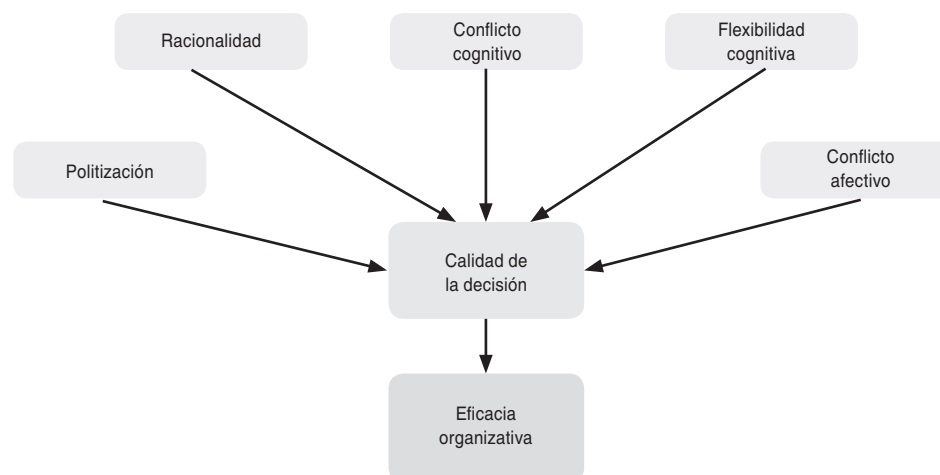 Racionalidad
Conflicto
cognitivo
Flexibilidad
cognitiva
Politización
Conflicto
afectivo
Calidad de
la decisión
Eficacia
organizativa